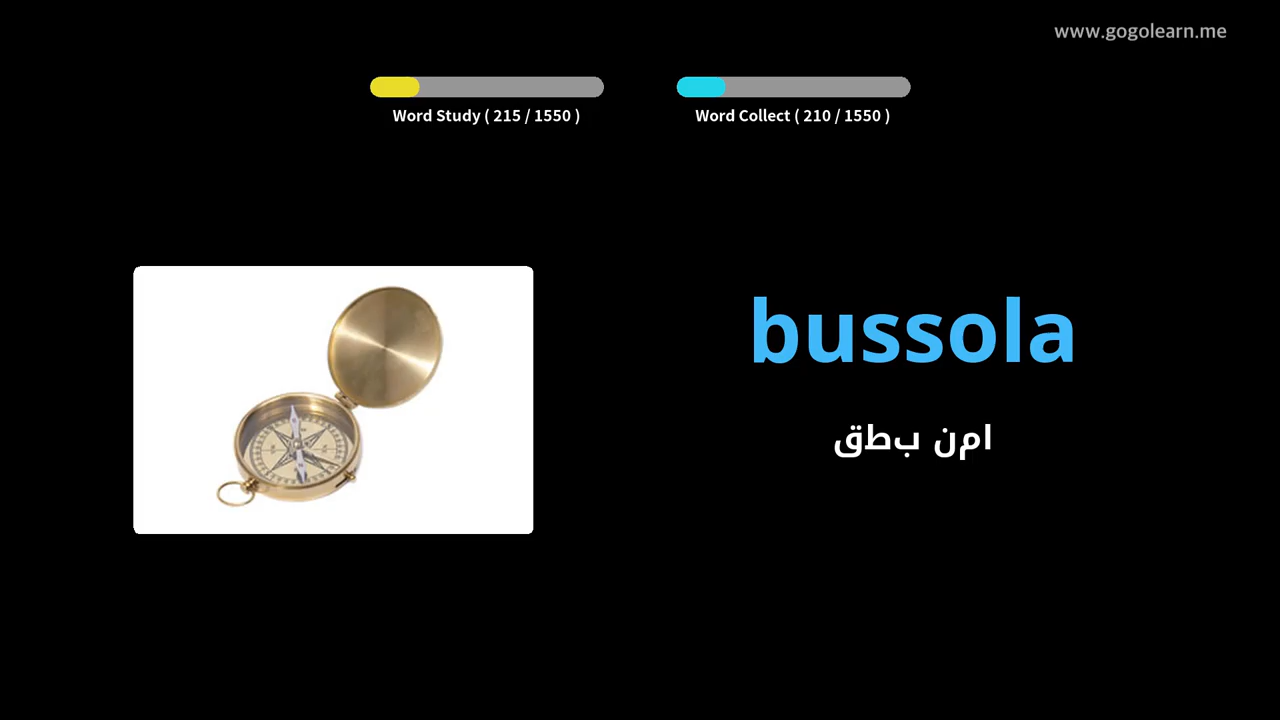 www.gogolearn.me
Word Study ( 215 / 1550 )
Word Collect ( 210 / 1550 )
bussola
امن بطق